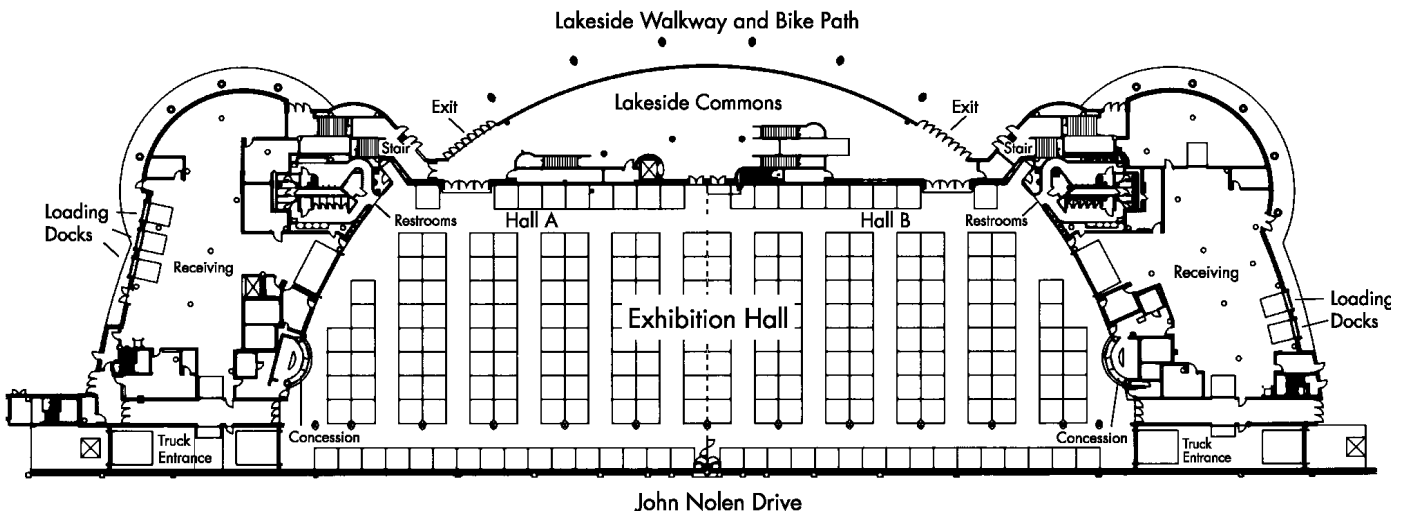 Lakeside Walkway and Bike Path
Lakeside Commons
Exit
Exit
Stair
Stair
Restrooms
Hall A
Hall B
Restrooms
Loading
Docks
Receiving
Receiving
Loading
Docks
Exhibition Hall
Concession
Concession
Truck
Entrance
Truck
Entrance
John Nolen Drive